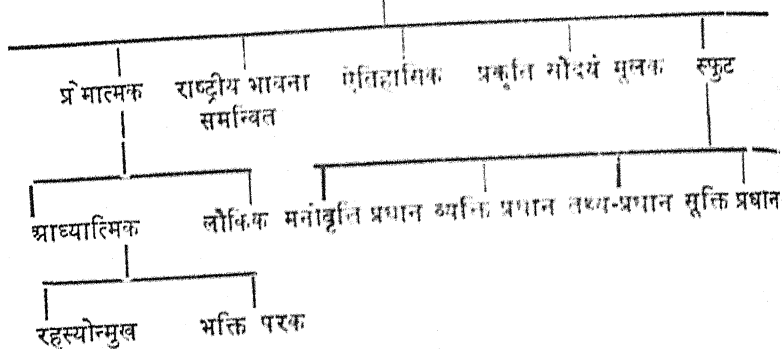 प्रेमात्मक राष्ट्रीय भावना समन्वित ऐतिहासिक प्रकृति सौंदर्य मूलक स्फुट
आध्यात्मिक लौकिक मनोवृत्ति प्रधान व्यक्ति प्रधान तथ्य-प्रधान सूक्ति प्रधान
रहस्योन्मुख भक्ति परक